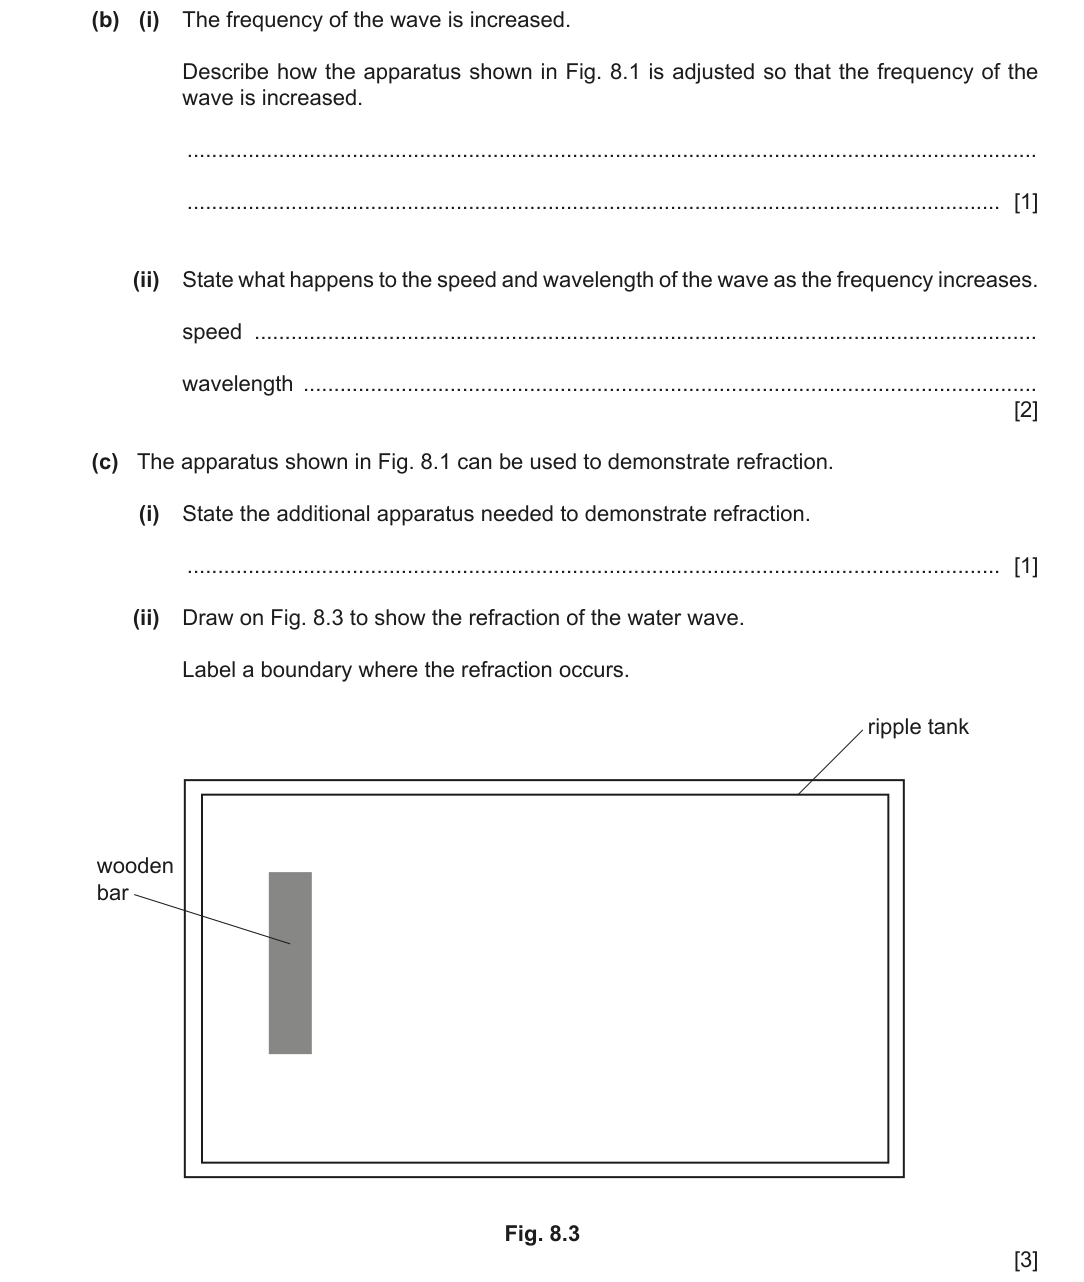 (b) (i) The frequency of the wave is increased.
Describe how the apparatus shown in Fig. 8.1 is adjusted so that the frequency of the
wave is increased.
..........................................................................................................................................
.................................................................................................................................... [1]
(ii) State what happens to the speed and wavelength of the wave as the frequency increases.
speed ...............................................................................................................................
wavelength .......................................................................................................................
[2]
(c) The apparatus shown in Fig. 8.1 can be used to demonstrate refraction.
(i) State the additional apparatus needed to demonstrate refraction.
.................................................................................................................................... [1]
(ii) Draw on Fig. 8.3 to show the refraction of the water wave.
Label a boundary where the refraction occurs.
ripple tank
wooden
bar
Fig. 8.3
[3]